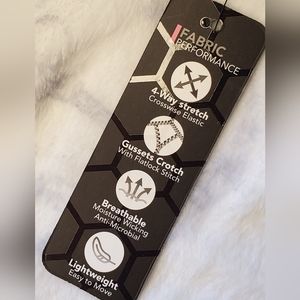 FABRIC
PERFORMANCE
4-Way stretch
Crosswise Elastic
Gussets Crotch
With Flatlock Stitch
Breathable
Moisture Wicking
Anti-Microbial
Lightweight
Easy to Move